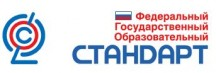 Федеральный
Государственный
Образовательный
СТАНДАРТ